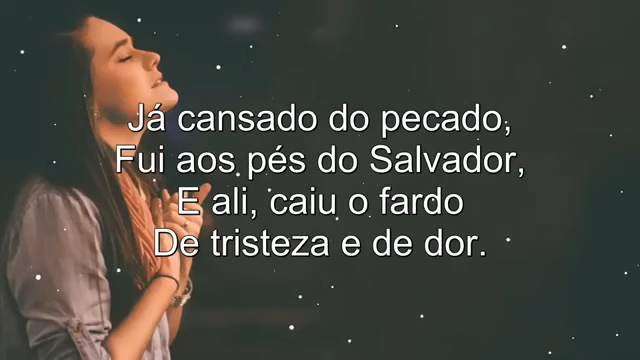 Já cansado do pecado,
Fui aos pés do Salvador,
E ali, caiu o fardo
De tristeza e de dor.